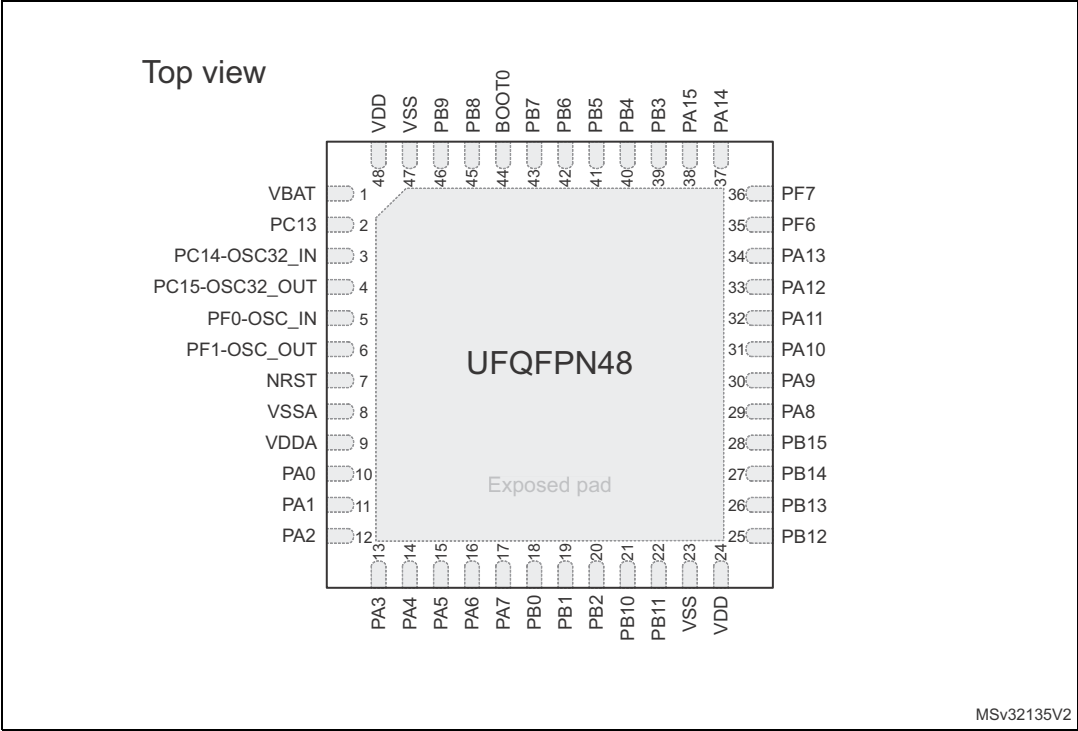 Top view
VDD
VSS
PB9
PB8
BOOT0
PB7
PB6
PB5
PB4
PB3
PA15
PA14
48
47
46
45
44
43
42
41
40
39
38
37
VBAT 1
PC13 2
PC14-OSC32_IN 3
PC15-OSC32_OUT 4
PF0-OSC_IN 5
PF1-OSC_OUT 6
NRST 7
VSSA 8
VDDA 9
PA0 10
PA1 11
PA2 12
UFQFPN48
Exposed pad
36 PF7
35 PF6
34 PA13
33 PA12
32 PA11
31 PA10
30 PA9
29 PA8
28 PB15
27 PB14
26 PB13
25 PB12
13
14
15
16
17
18
19
20
21
22
23
24
PA3
PA4
PA5
PA6
PA7
PB0
PB1
PB2
PB10
PB11
VSS
VDD
MSv32135V2